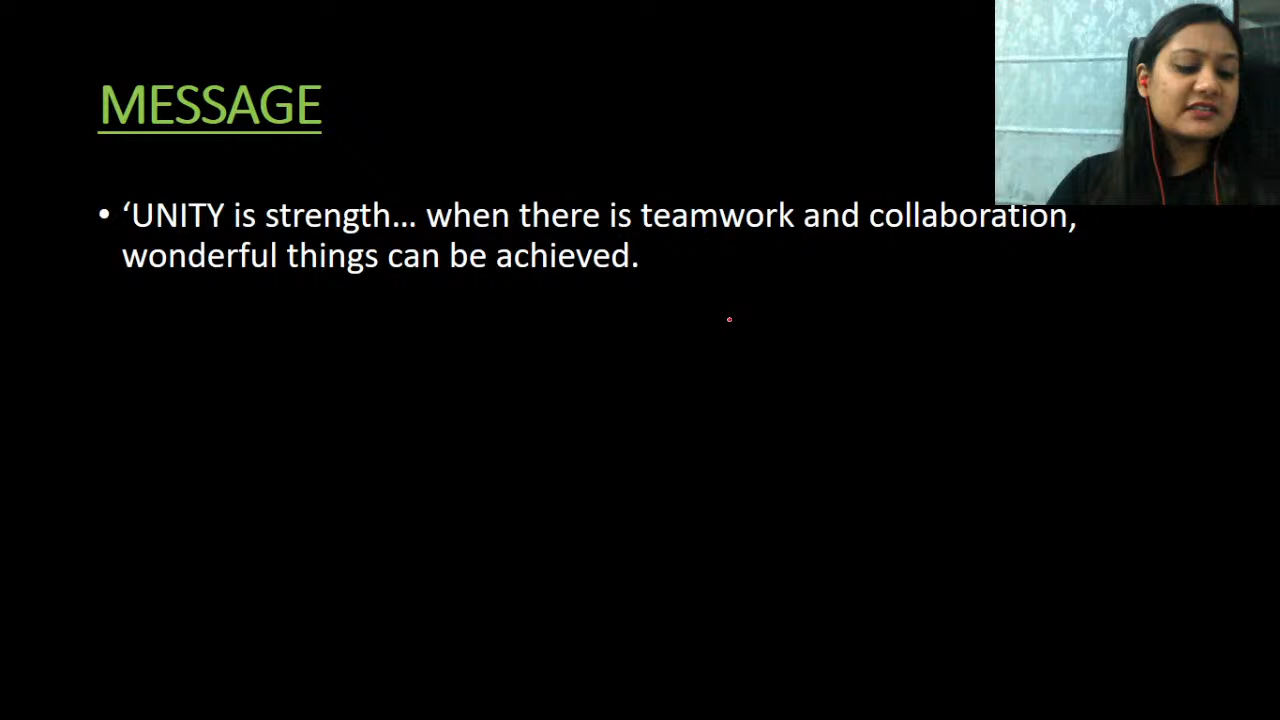 MESSAGE
• ‘UNITY is strength... when there is teamwork and collaboration,
wonderful things can be achieved.